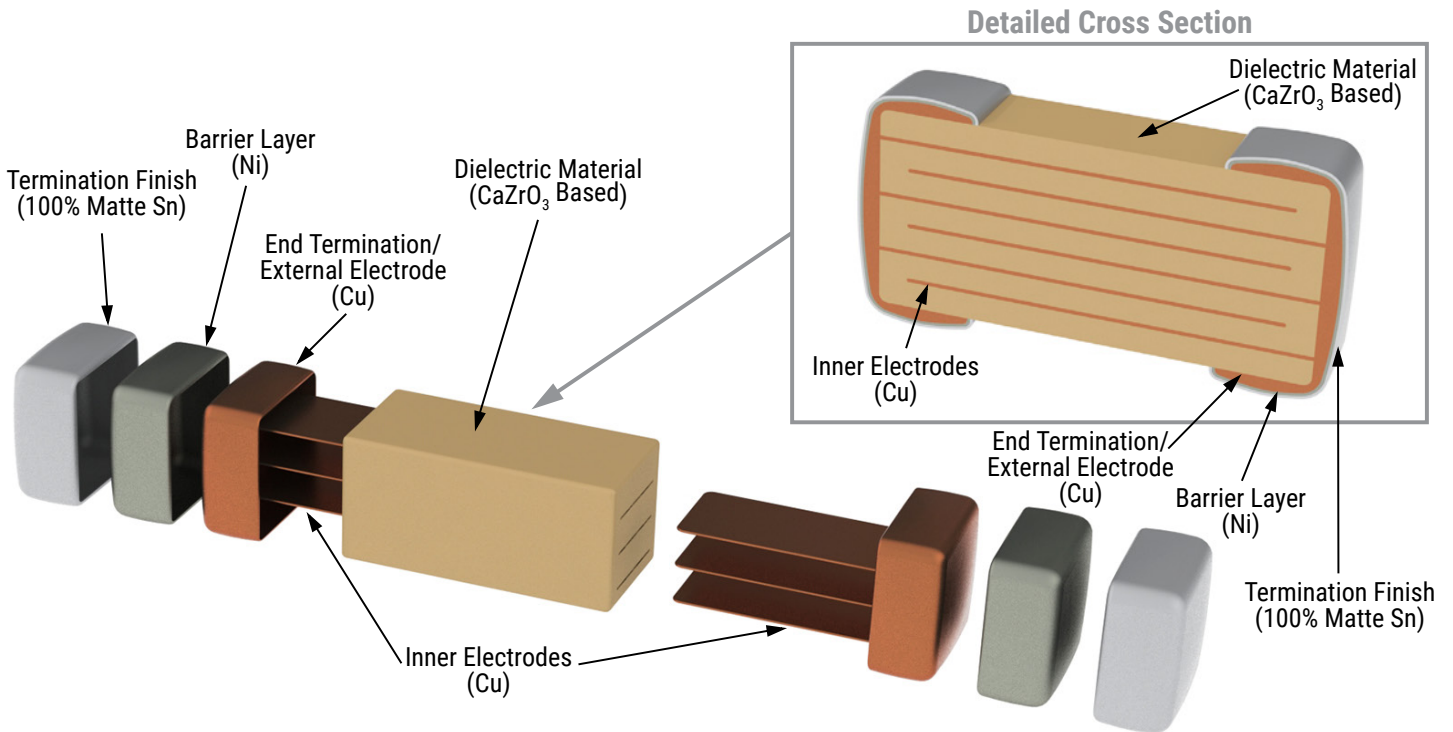 Detailed Cross Section
Dielectric Material
(CaZrO₃ Based)
Barrier Layer
(Ni)
Termination Finish
(100% Matte Sn)
Dielectric Material
(CaZrO₃ Based)
End Termination/
External Electrode
(Cu)
Inner Electrodes
(Cu)
End Termination/
External Electrode
(Cu)
Barrier Layer
(Ni)
Termination Finish
(100% Matte Sn)
Inner Electrodes
(Cu)